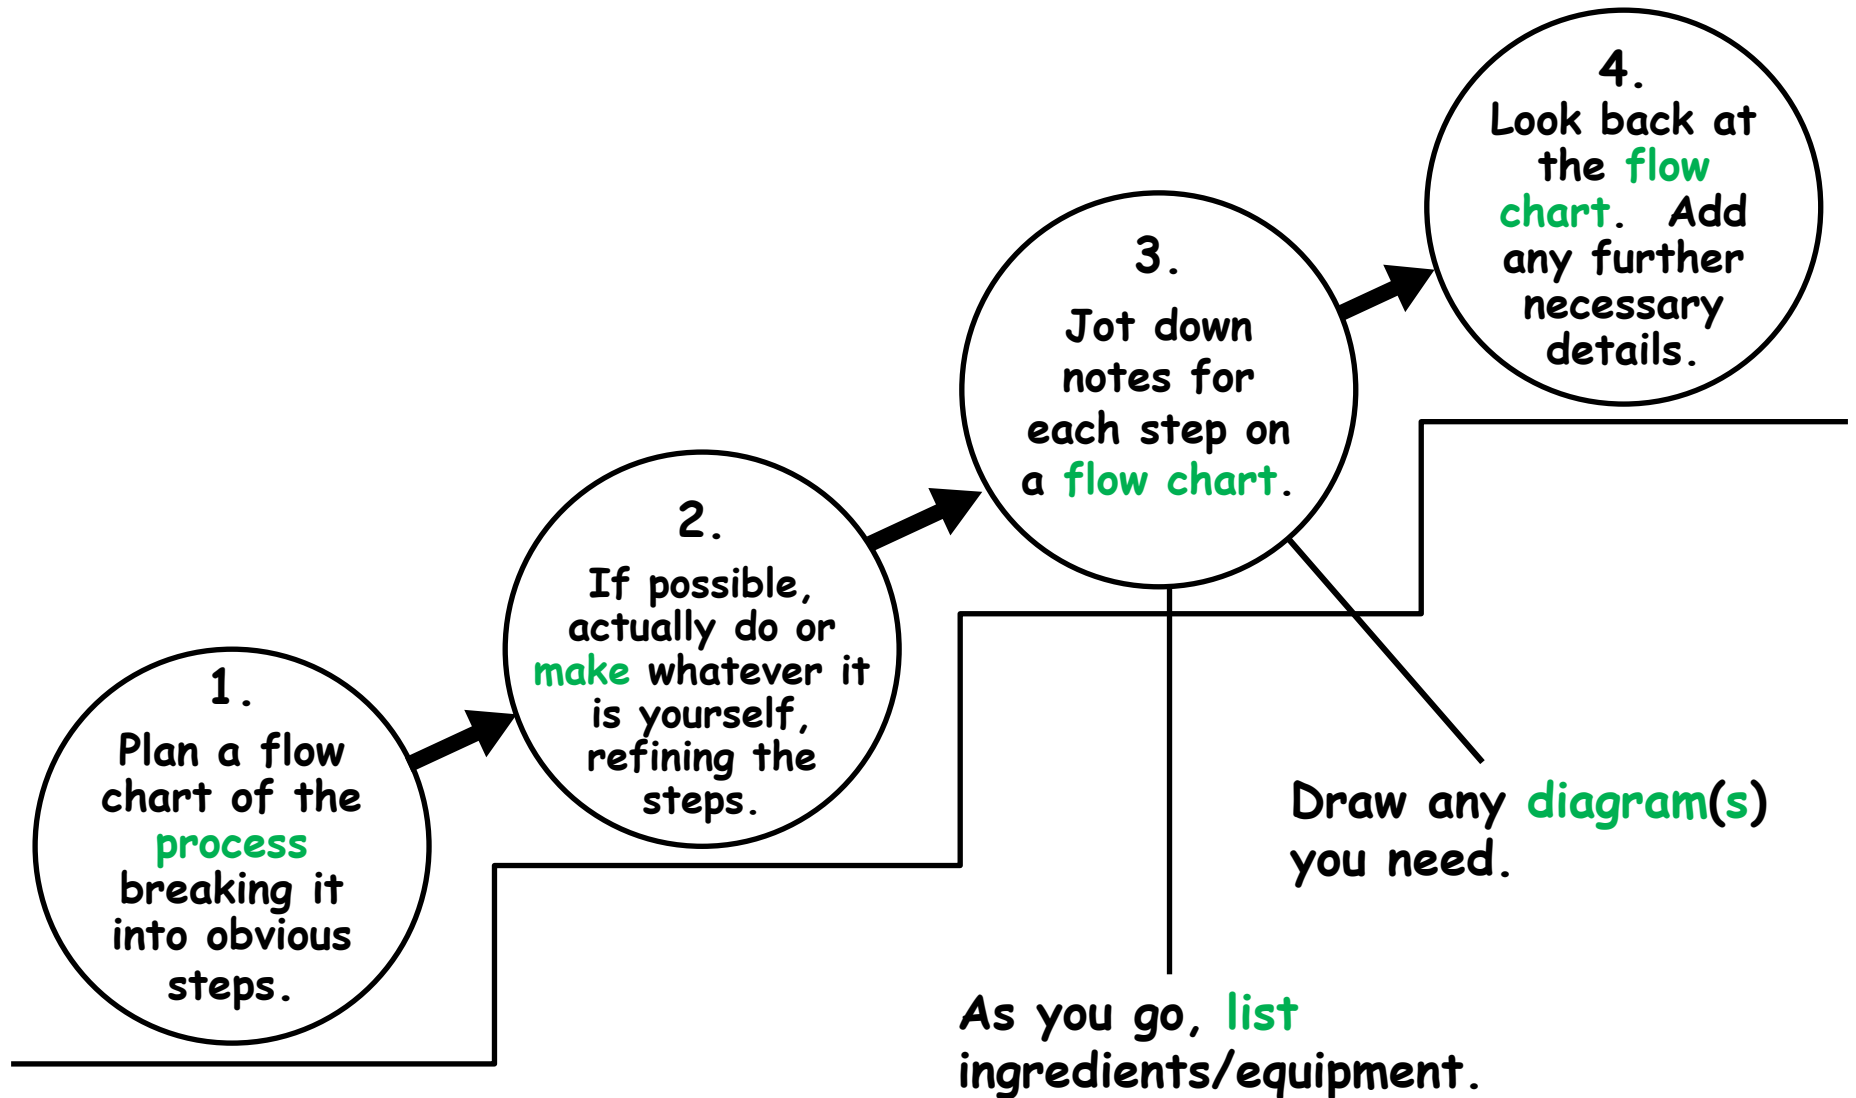 1.
Plan a flow
chart of the
process
breaking it
into obvious
steps.
2.
If possible,
actually do or
make whatever it
is yourself,
refining the
steps.
3.
Jot down
notes for
each step on
a flow chart.
4.
Look back at
the flow
chart.  Add
any further
necessary
details.
Draw any diagram(s)
you need.
As you go, list
ingredients/equipment.